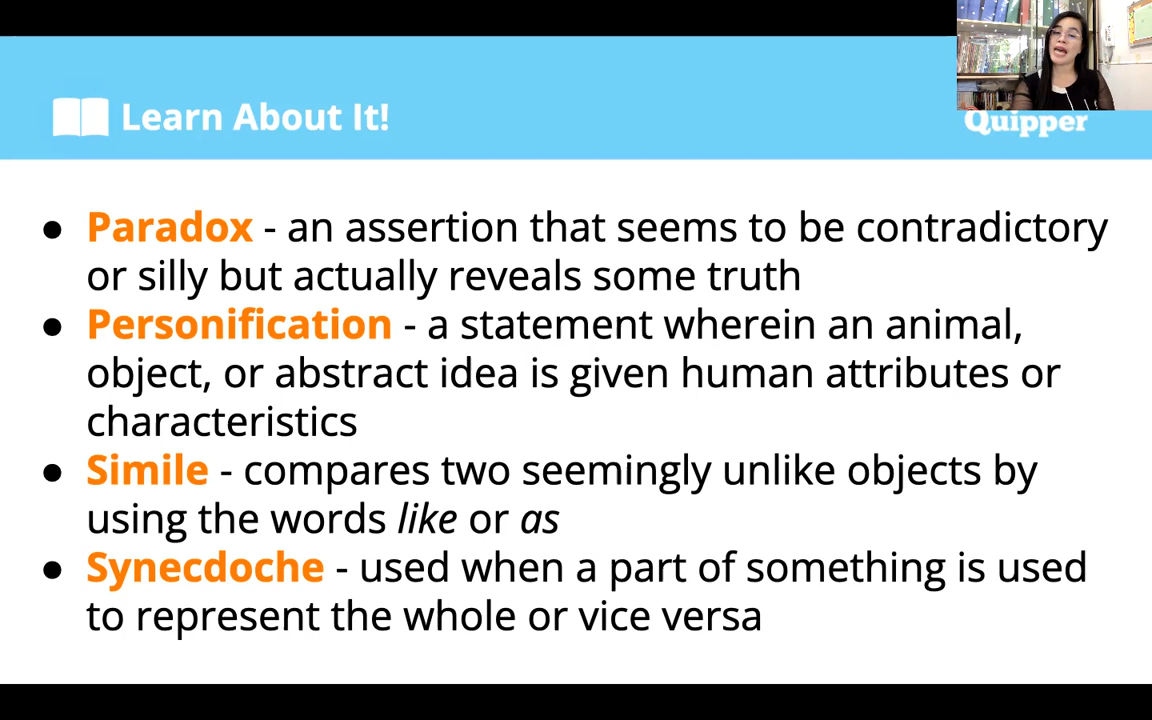 Learn About It!
Quipper
● Paradox - an assertion that seems to be contradictory
or silly but actually reveals some truth
● Personification - a statement wherein an animal,
object, or abstract idea is given human attributes or
characteristics
● Simile - compares two seemingly unlike objects by
using the words like or as
● Synecdoche - used when a part of something is used
to represent the whole or vice versa